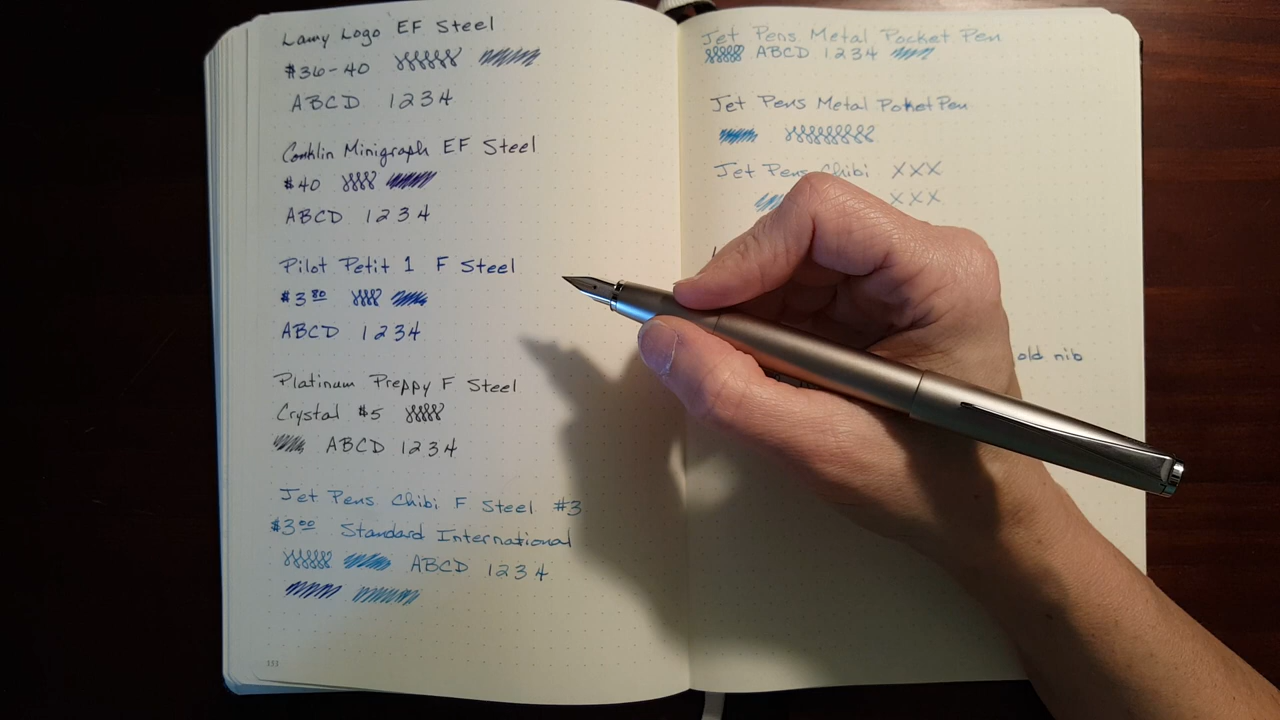 Lamy Logo EF Steel
$36-40
ABCD 1234
Conklin Minigraph EF Steel
$40
ABCD 1234
Pilot Petit 1 F Steel
$3 80
ABCD 1234
Platinum Preppy F Steel
Crystal $5
ABCD 1234
Jet Pens Chibi F Steel #3
$3 00 Standard International
ABCD 1234
Jet Pens Metal Pocket Pen
ABCD 1234
Jet Pens Metal Poket Pen
Jet Pens Chibi XXX
XXX
old nib